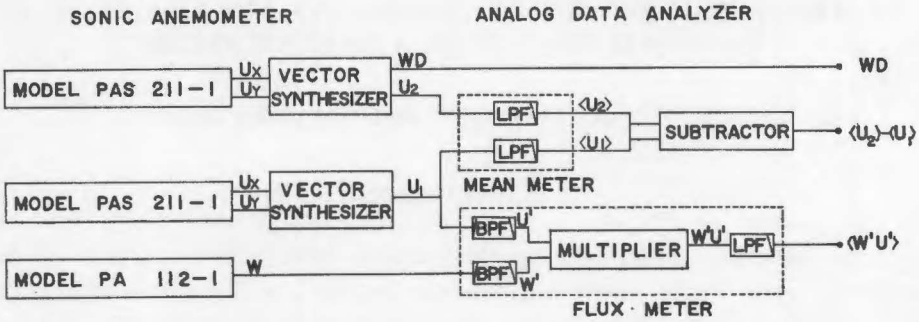 SONIC ANEMOMETER
ANALOG DATA ANALYZER
MODEL PAS 211-1
UX
UY
VECTOR
SYNTHESIZER
WD
U2
WD
LPF
⟨U2⟩
LPF
⟨U1⟩
MEAN METER
SUBTRACTOR
⟨U2⟩-⟨U1⟩
MODEL PAS 211-1
UX
UY
VECTOR
SYNTHESIZER
U1
BPF
U'
MULTIPLIER
W'U'
LPF
⟨W'U'⟩
MODEL PA 112-1
W
BPF
W'
FLUX · METER